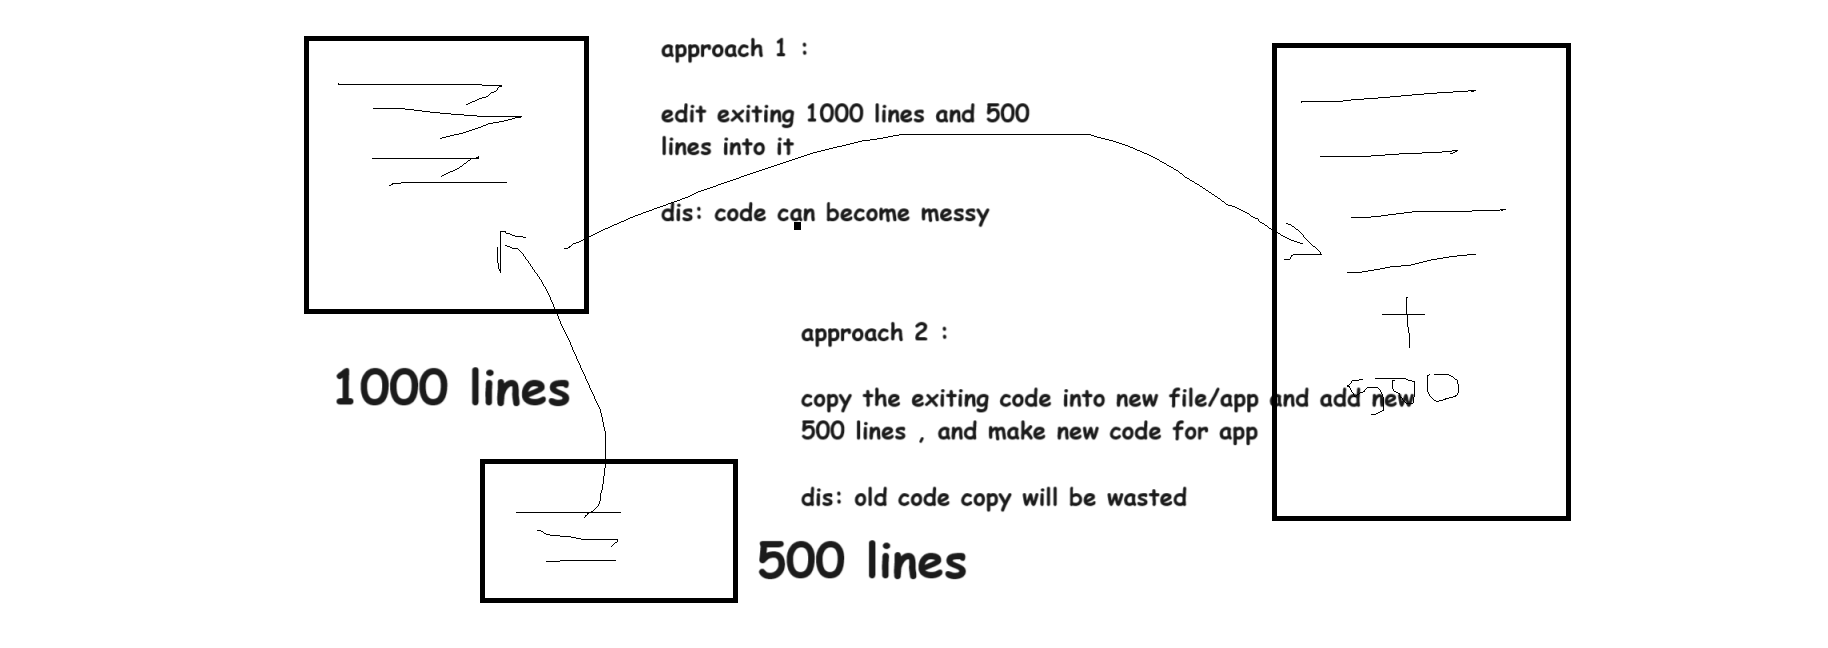 approach 1 :
edit exiting 1000 lines and 500
lines into it
dis: code can become messy
1000 lines
approach 2 :
copy the exiting code into new file/app and add new
500 lines , and make new code for app
dis: old code copy will be wasted
500 lines
+
500